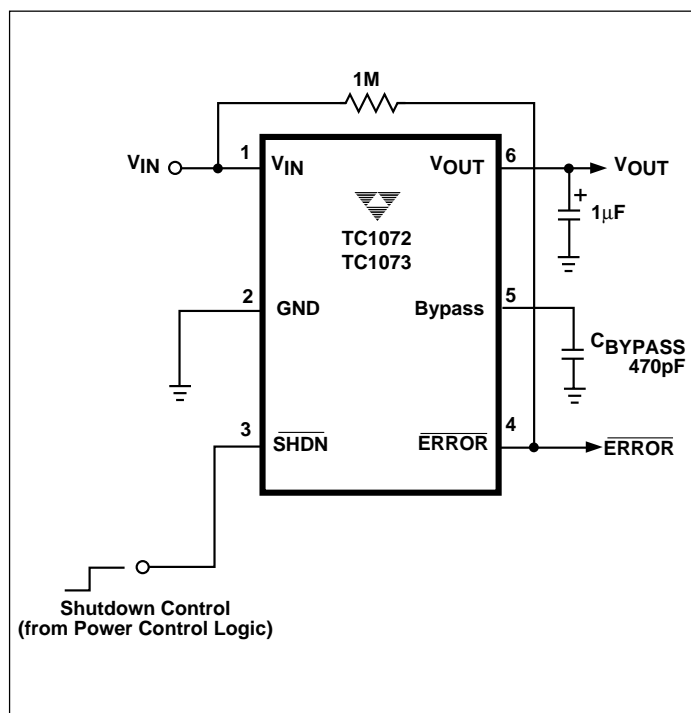 1M
VIN
1
VIN
VOUT
6
VOUT
+
1µF
TC1072
TC1073
2
GND
Bypass
5
CBYPASS
470pF
3
SHDN
ERROR
4
ERROR
Shutdown Control
(from Power Control Logic)